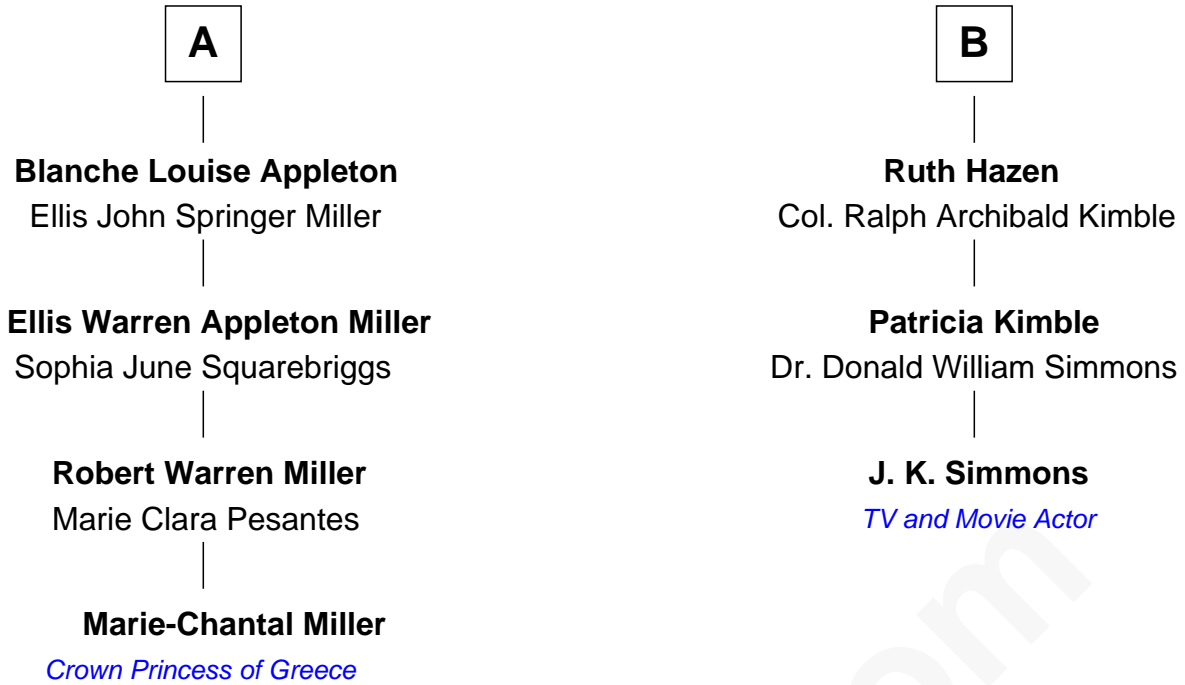 A
Blanche Louise Appleton
Ellis John Springer Miller
Ellis Warren Appleton Miller
Sophia June Squarebriggs
Robert Warren Miller
Marie Clara Pesantes
Marie-Chantal Miller
Crown Princess of Greece
B
Ruth Hazen
Col. Ralph Archibald Kimble
Patricia Kimble
Dr. Donald William Simmons
J. K. Simmons
TV and Movie Actor
om